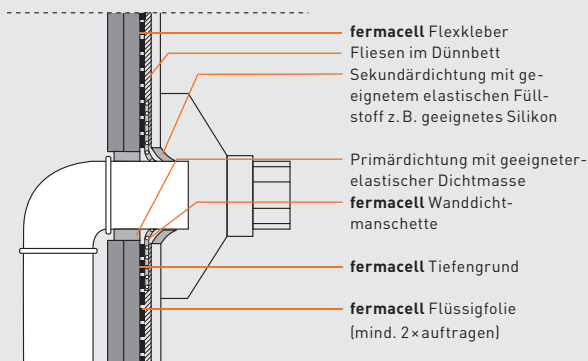 fermacell Flexkleber
Fliesen im Dünnbett
Sekundärdichtung mit ge-
eignetem elastischen Füll-
stoff z. B. geeignetes Silikon
Primärdichtung mit geeigneter-
elastischer Dichtmasse
fermacell Wanddicht-
manschette
fermacell Tiefengrund
fermacell Flüssigfolie
(mind. 2×auftragen)